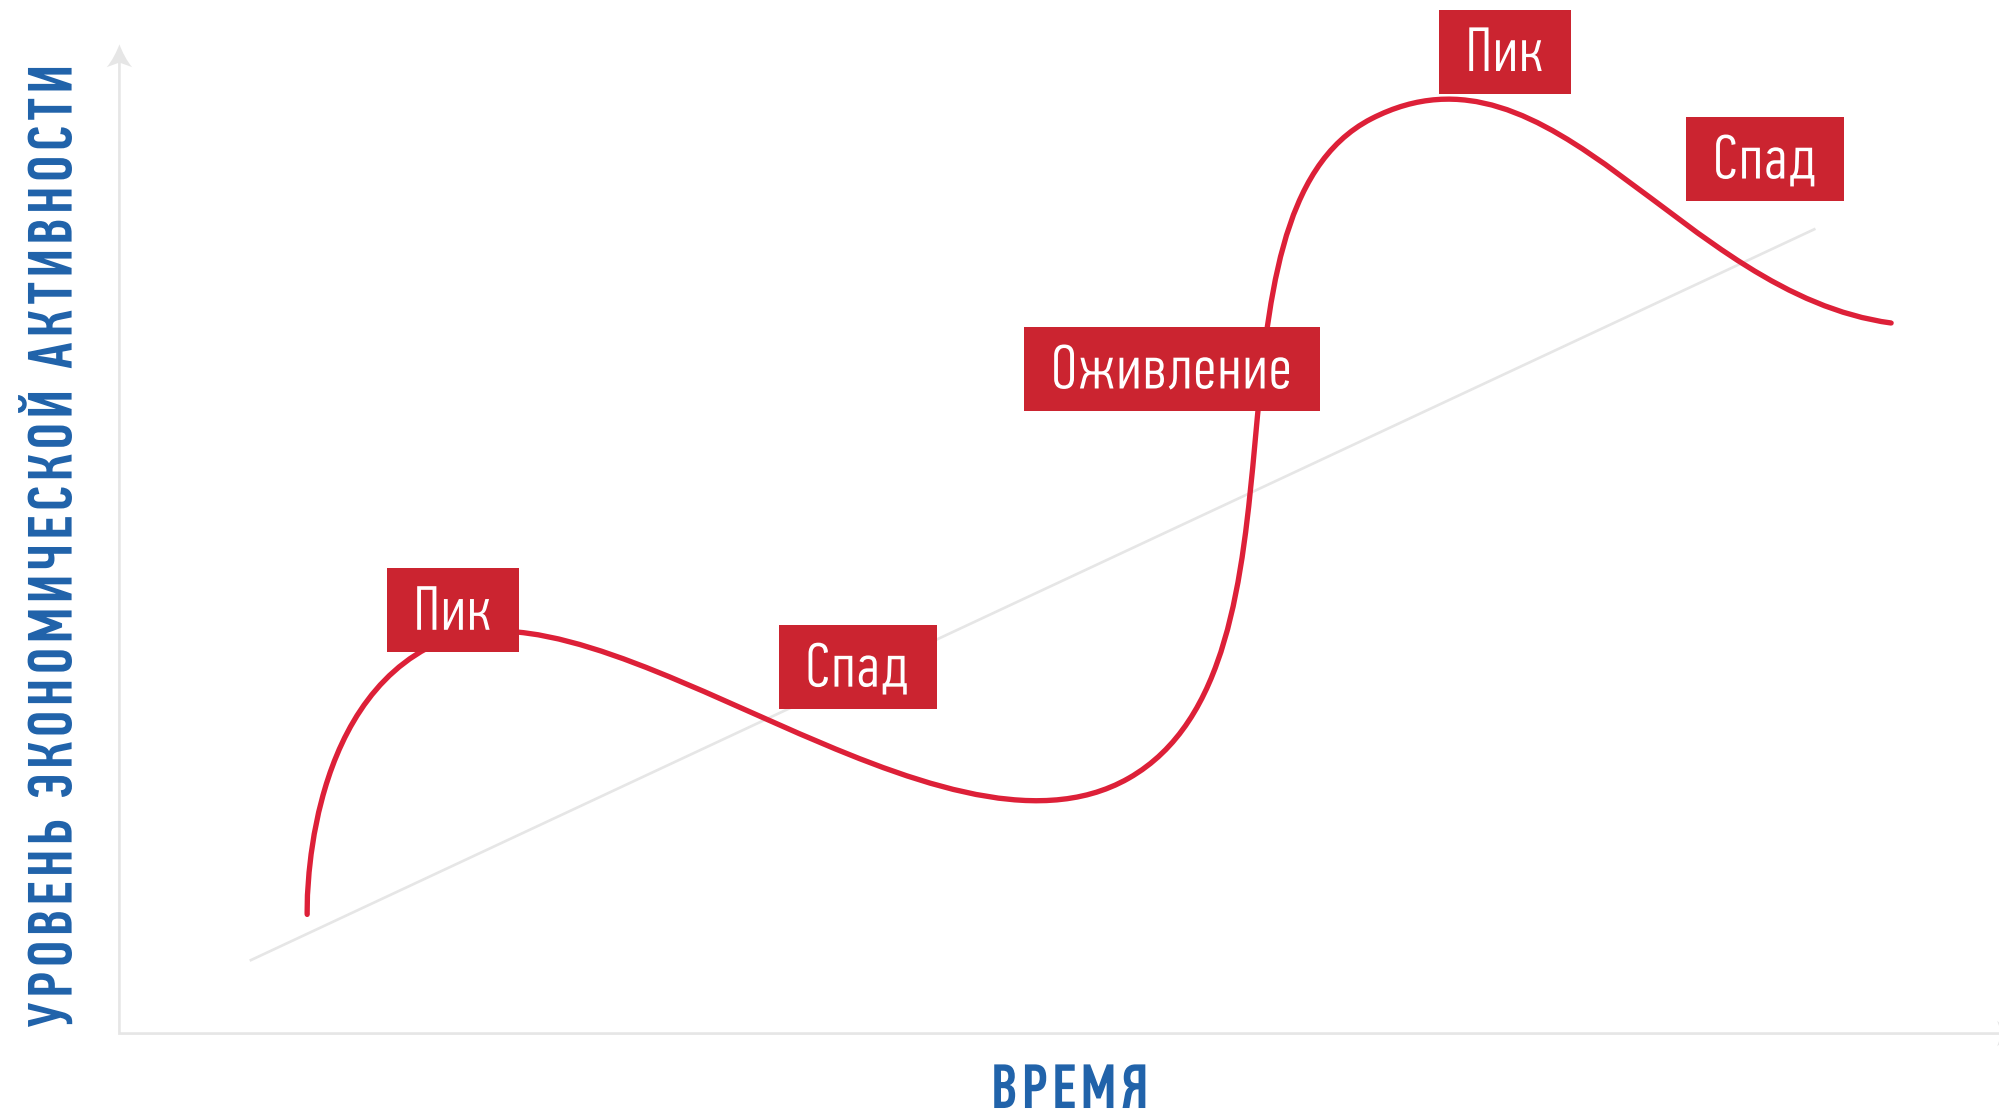 УРОВЕНЬ ЭКОНОМИЧЕСКОЙ АКТИВНОСТИ
Пик
Спад
Оживление
Пик
Спад
ВРЕМЯ